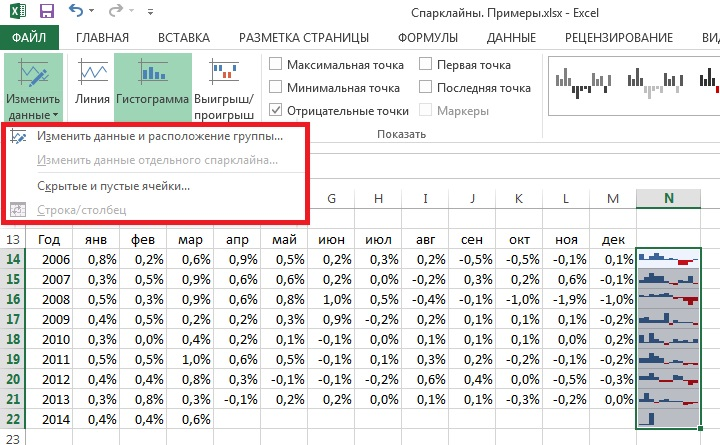 Спарклайны. Примеры.xlsx - Excel
ФАЙЛ ГЛАВНАЯ ВСТАВКА РАЗМЕТКА СТРАНИЦЫ ФОРМУЛЫ ДАННЫЕ РЕЦЕНЗИРОВАНИЕ ВИД
Изменить данные
Линия
Гистограмма
Выигрыш/проигрыш
Максимальная точка
Первая точка
Минимальная точка
Последняя точка
Отрицательные точки
Маркеры
Показать
Изменить данные и расположение группы...
Изменить данные отдельного спарклайна...
Скрытые и пустые ячейки...
Строка/столбец
G H I J K L M N
13 Год янв фев мар апр май июн июл авг сен окт ноя дек
14 2006 0,8% 0,2% 0,6% 0,9% 0,5% 0,2% 0,3% 0,2% -0,5% -0,5% -0,1% 0,1%
15 2007 0,3% 0,5% 0,9% 0,6% 0,6% 0,2% 0,0% -0,2% 0,3% 0,2% 0,6% -0,1%
16 2008 0,5% 0,3% 0,9% 0,6% 0,8% 1,0% 0,5% -0,4% -0,1% -1,0% -1,9% -1,0%
17 2009 0,4% 0,5% 0,2% 0,2% 0,3% 0,9% -0,2% 0,2% 0,1% 0,1% 0,1% -0,2%
18 2010 0,3% 0,0% 0,4% 0,2% 0,1% -0,1% 0,0% 0,1% 0,1% 0,1% 0,0% 0,2%
19 2011 0,5% 0,5% 1,0% 0,6% 0,5% -0,1% 0,1% 0,3% 0,2% -0,2% -0,1% -0,2%
20 2012 0,4% 0,4% 0,8% 0,3% -0,1% -0,1% -0,2% 0,6% 0,4% 0,0% -0,5% -0,3%
21 2013 0,3% 0,8% 0,3% -0,1% 0,2% 0,2% 0,0% 0,1% 0,1% -0,3% -0,2% 0,0%
22 2014 0,4% 0,4% 0,6%
23